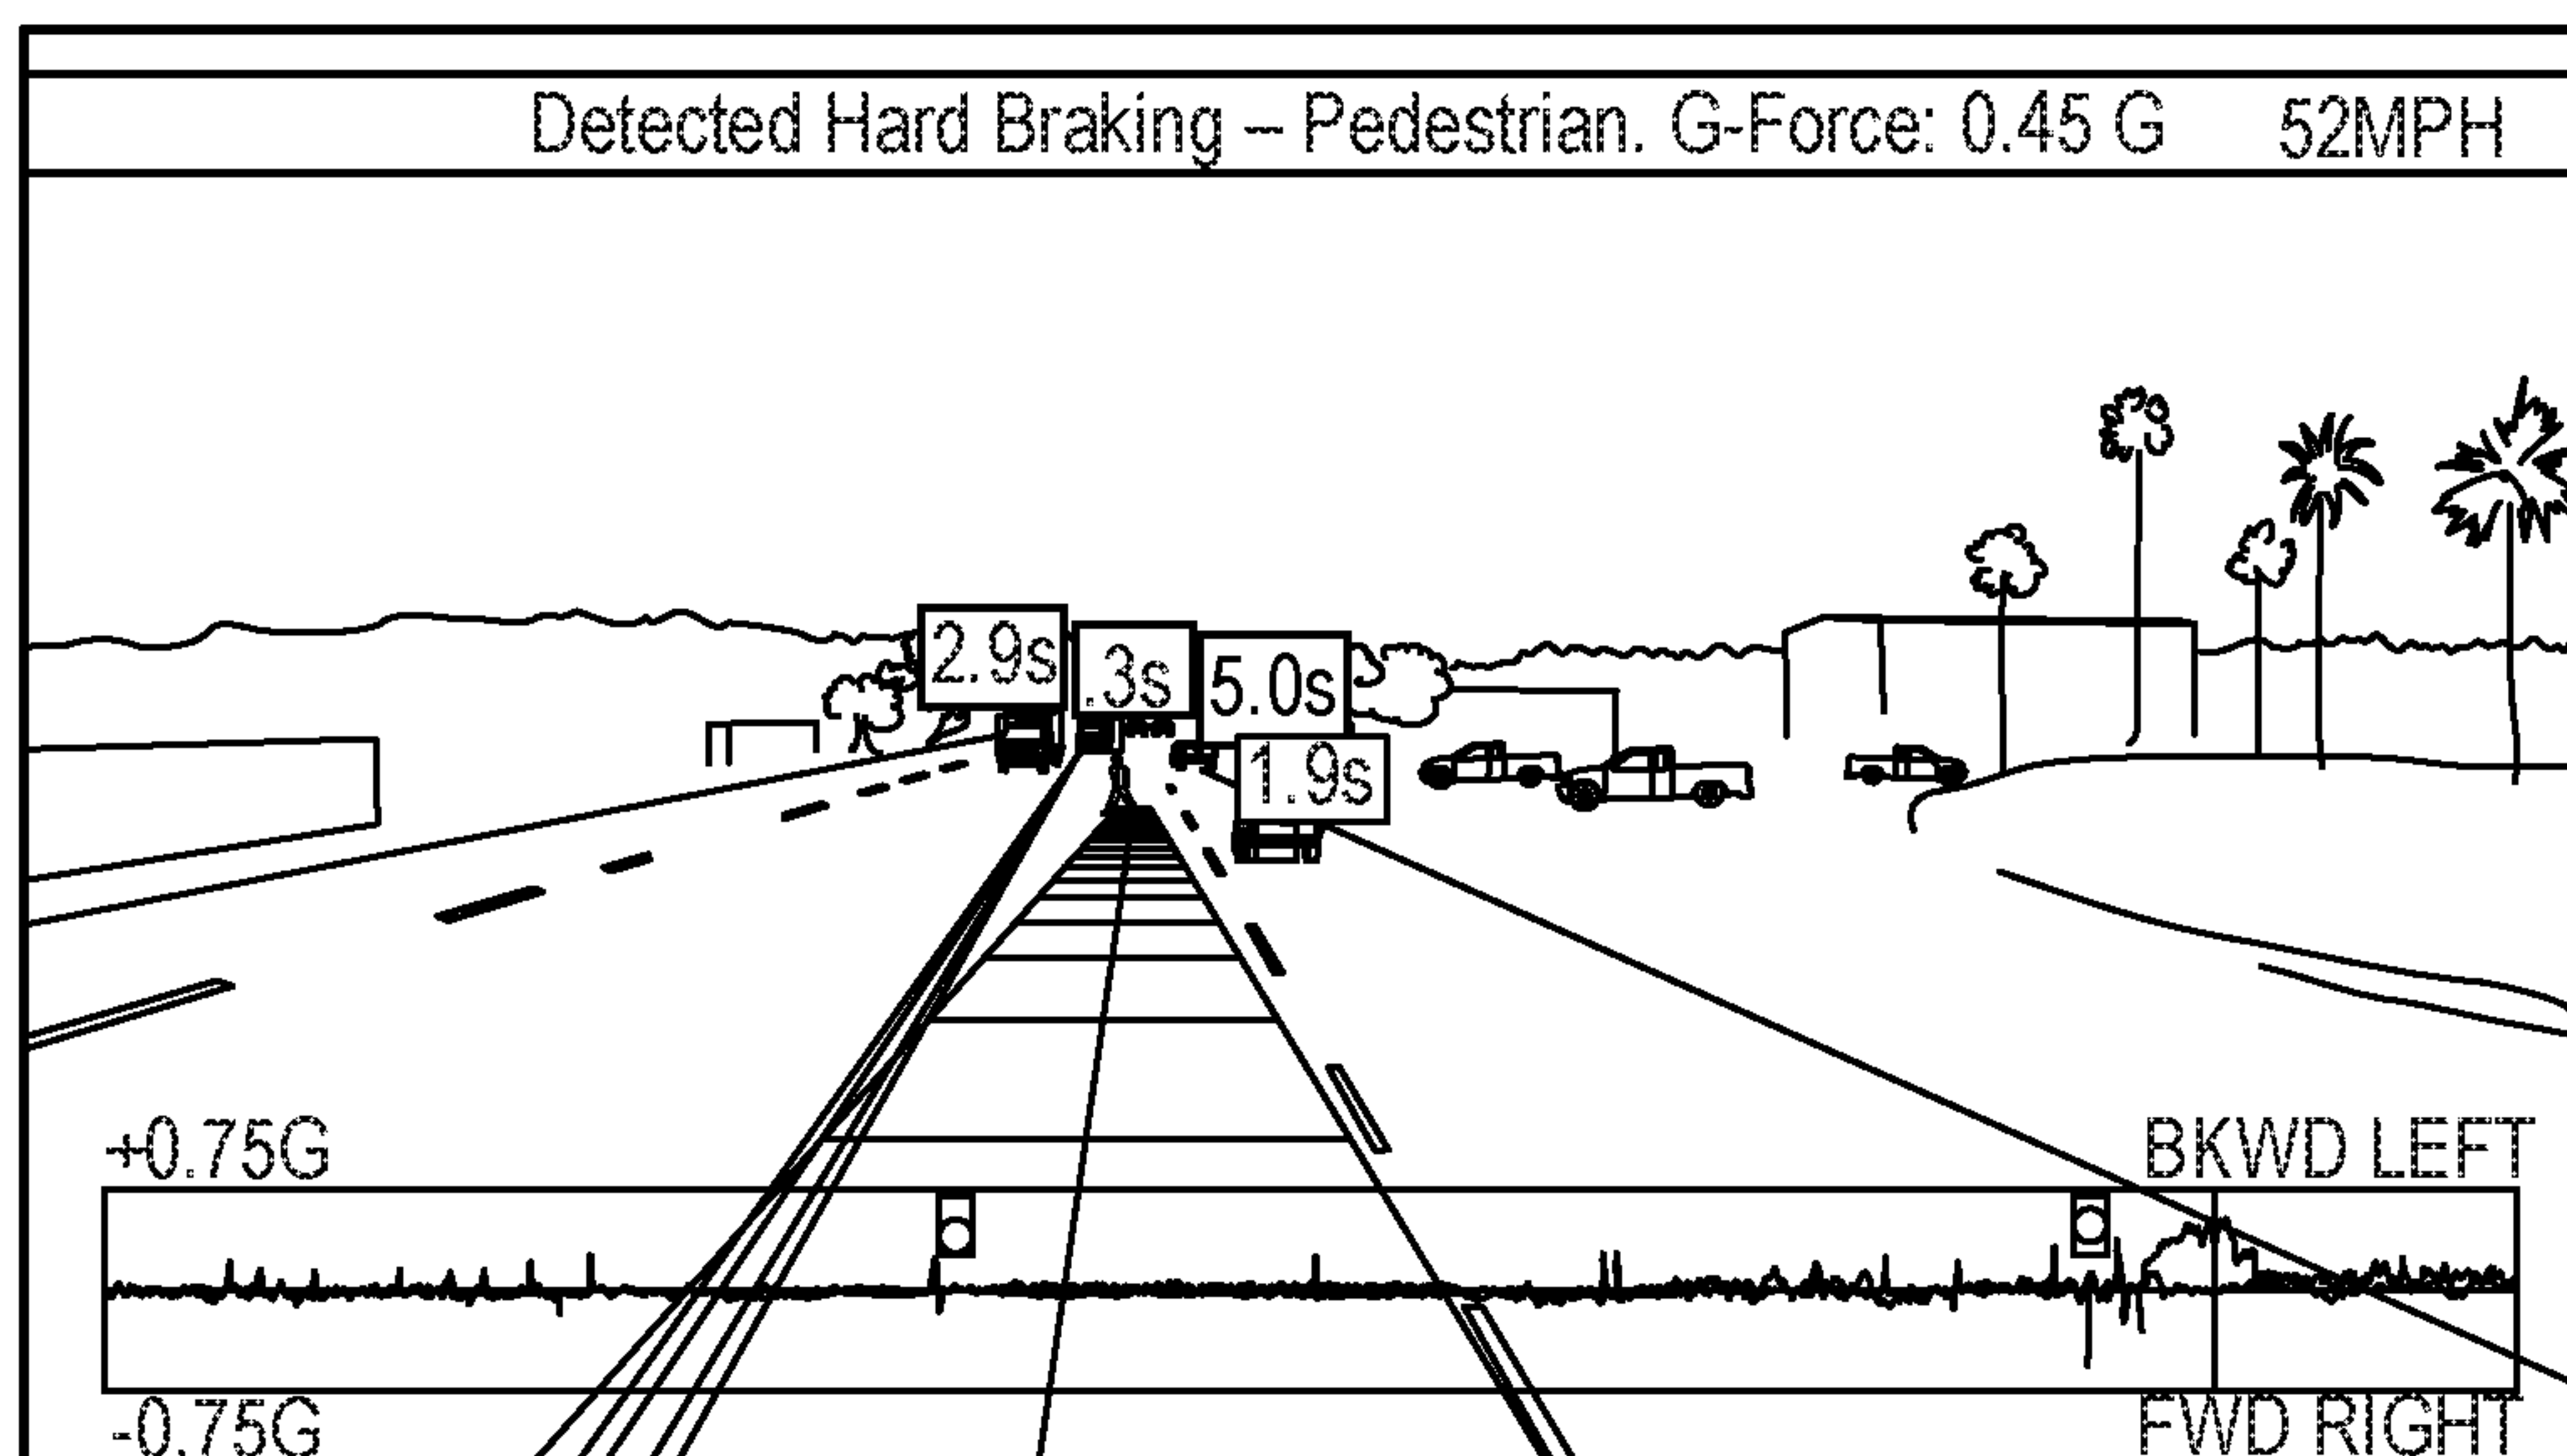 Detected Hard Braking – Pedestrian. G-Force: 0.45 G 52MPH
2.9s
.3s
5.0s
1.9s
+0.75G
BKWD LEFT
-0.75G
FWD RIGHT